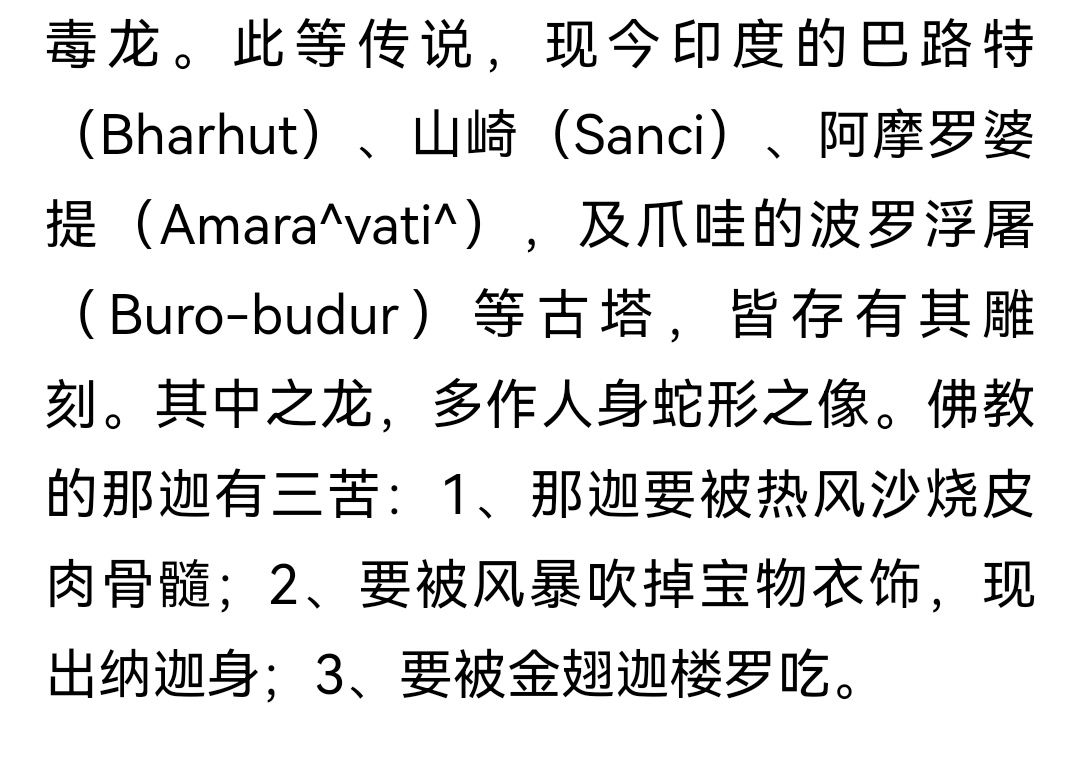 毒龙。此等传说，现今印度的巴路特
（Bharhut）、山崎（Sanci）、阿摩罗婆
提（Amara^vati^），及爪哇的波罗浮屠
（Buro-budur）等古塔，皆存有其雕
刻。其中之龙，多作人身蛇形之像。佛教
的那迦有三苦：1、那迦要被热风沙烧皮
肉骨髓；2、要被风暴吹掉宝物衣饰，现
出纳迦身；3、要被金翅迦楼罗吃。